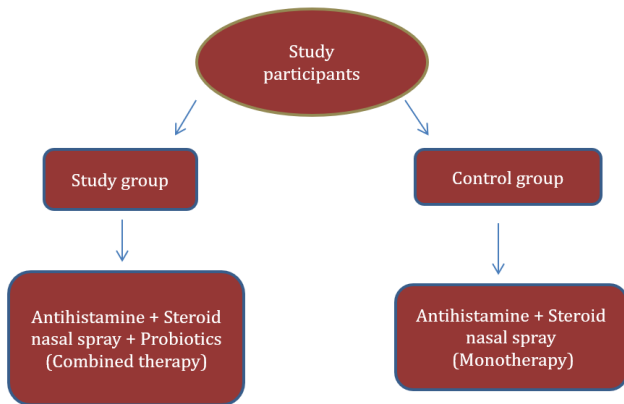 Study
participants
Study group
Control group
Antihistamine + Steroid
nasal spray + Probiotics
(Combined therapy)
Antihistamine + Steroid
nasal spray
(Monotherapy)